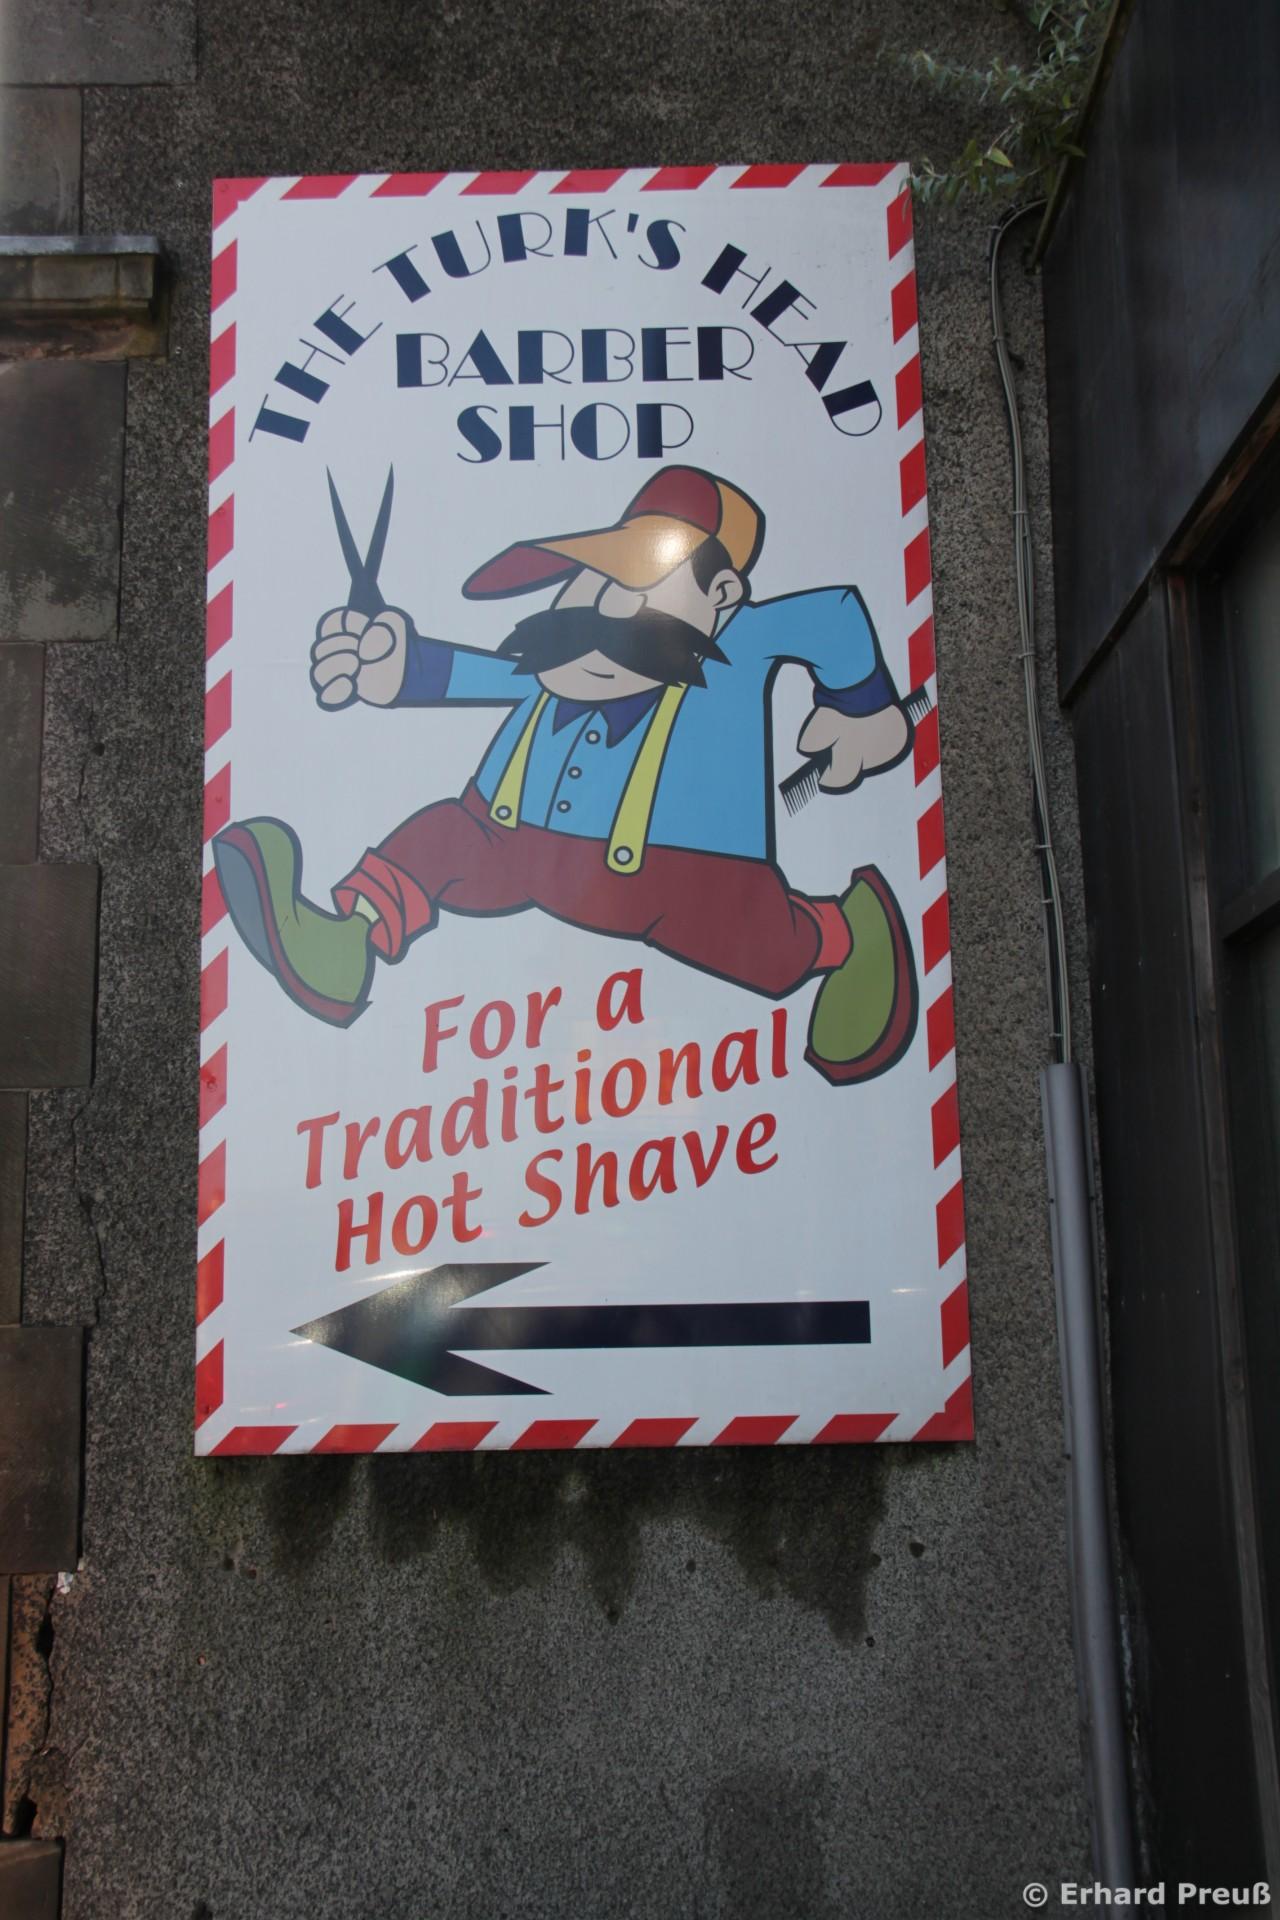 THE TURK'S HEAD
BARBER
SHOP
For a
Traditional
Hot Shave
© Erhard Preuß